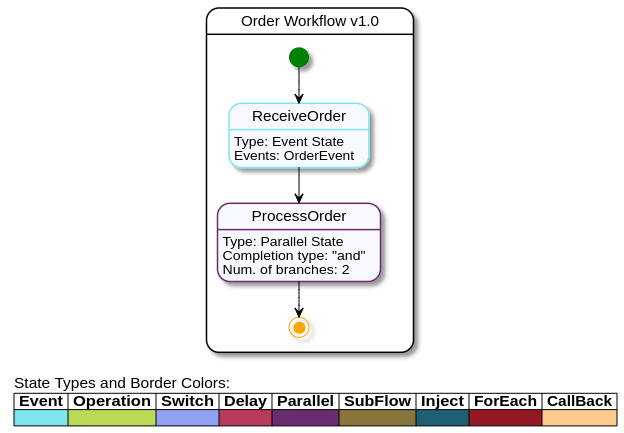 Order Workflow v1.0
ReceiveOrder
Type: Event State
Events: OrderEvent
ProcessOrder
Type: Parallel State
Completion type: "and"
Num. of branches: 2
State Types and Border Colors:
Event Operation Switch Delay Parallel SubFlow Inject ForEach CallBack